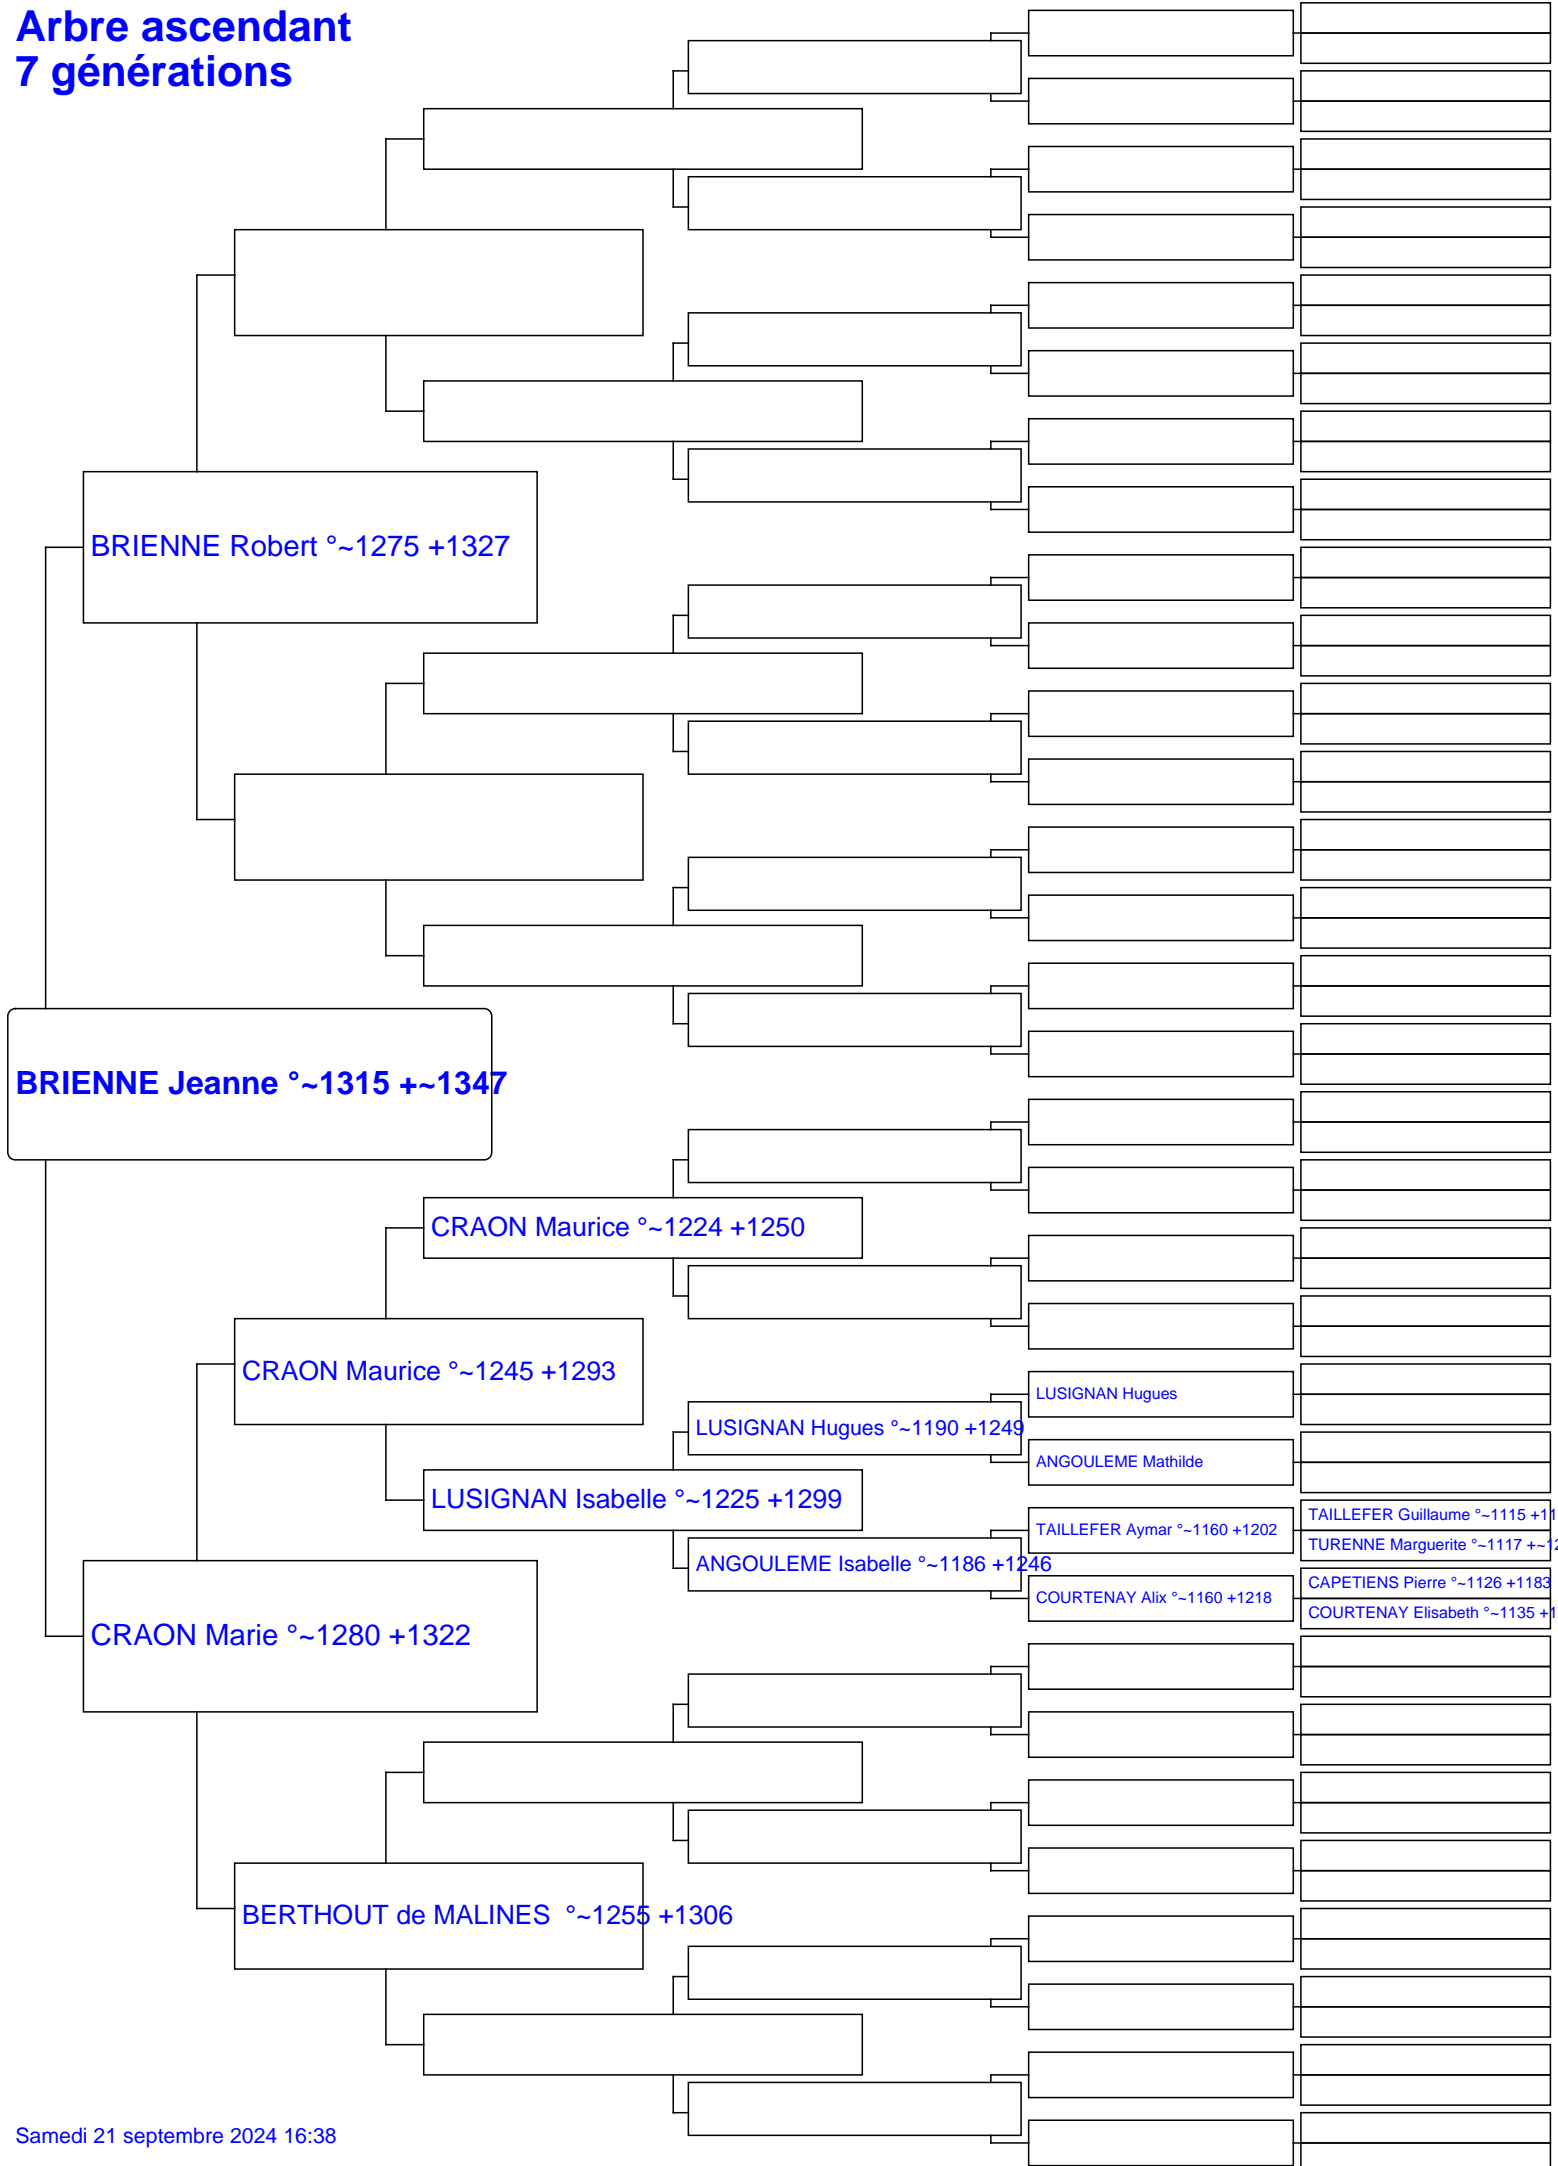 Arbre ascendant
7 générations
BRIENNE Robert °~1275 +1327
BRIENNE Jeanne °~1315 +~1347
CRAON Maurice °~1224 +1250
CRAON Maurice °~1245 +1293
LUSIGNAN Hugues
LUSIGNAN Hugues °~1190 +1249
ANGOULEME Mathilde
LUSIGNAN Isabelle °~1225 +1299
TAILLEFER Guillaume °~1115 +11
TAILLEFER Aymar °~1160 +1202
TURENNE Marguerite °~1117 +~12
ANGOULEME Isabelle °~1186 +1246
CAPETIENS Pierre °~1126 +1183
COURTENAY Alix °~1160 +1218
COURTENAY Elisabeth °~1135 +1
CRAON Marie °~1280 +1322
BERTHOUT de MALINES °~1255 +1306
Samedi 21 septembre 2024 16:38